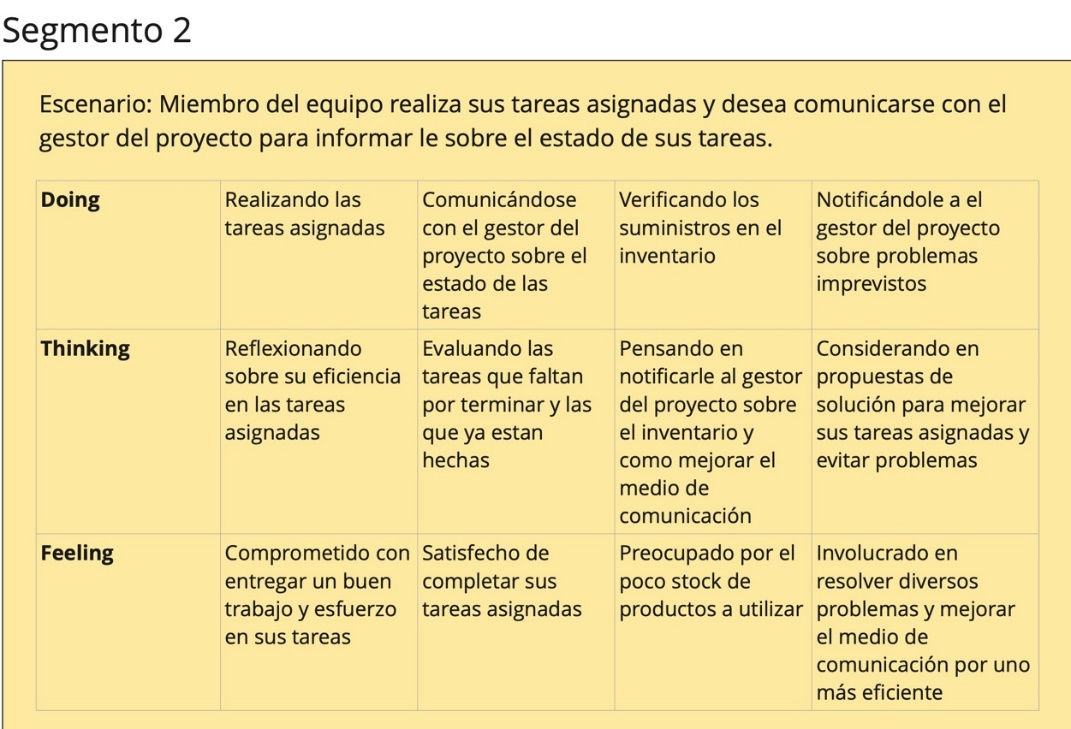 Segmento 2
Escenario: Miembro del equipo realiza sus tareas asignadas y desea comunicarse con el
gestor del proyecto para informar le sobre el estado de sus tareas.
Doing
Realizando las
tareas asignadas
Comunicándose
con el gestor del
proyecto sobre el
estado de las
tareas
Verificando los
suministros en el
inventario
Notificándole a el
gestor del proyecto
sobre problemas
imprevistos
Thinking
Reflexionando
sobre su eficiencia
en las tareas
asignadas
Evaluando las
tareas que faltan
por terminar y las
que ya estan
hechas
Pensando en
notificarle al gestor
del proyecto sobre
el inventario y
como mejorar el
medio de
comunicación
Considerando en
propuestas de
solución para mejorar
sus tareas asignadas y
evitar problemas
Feeling
Comprometido con
entregar un buen
trabajo y esfuerzo
en sus tareas
Satisfecho de
completar sus
tareas asignadas
Preocupado por el
poco stock de
productos a utilizar
Involucrado en
resolver diversos
problemas y mejorar
el medio de
comunicación por uno
más eficiente